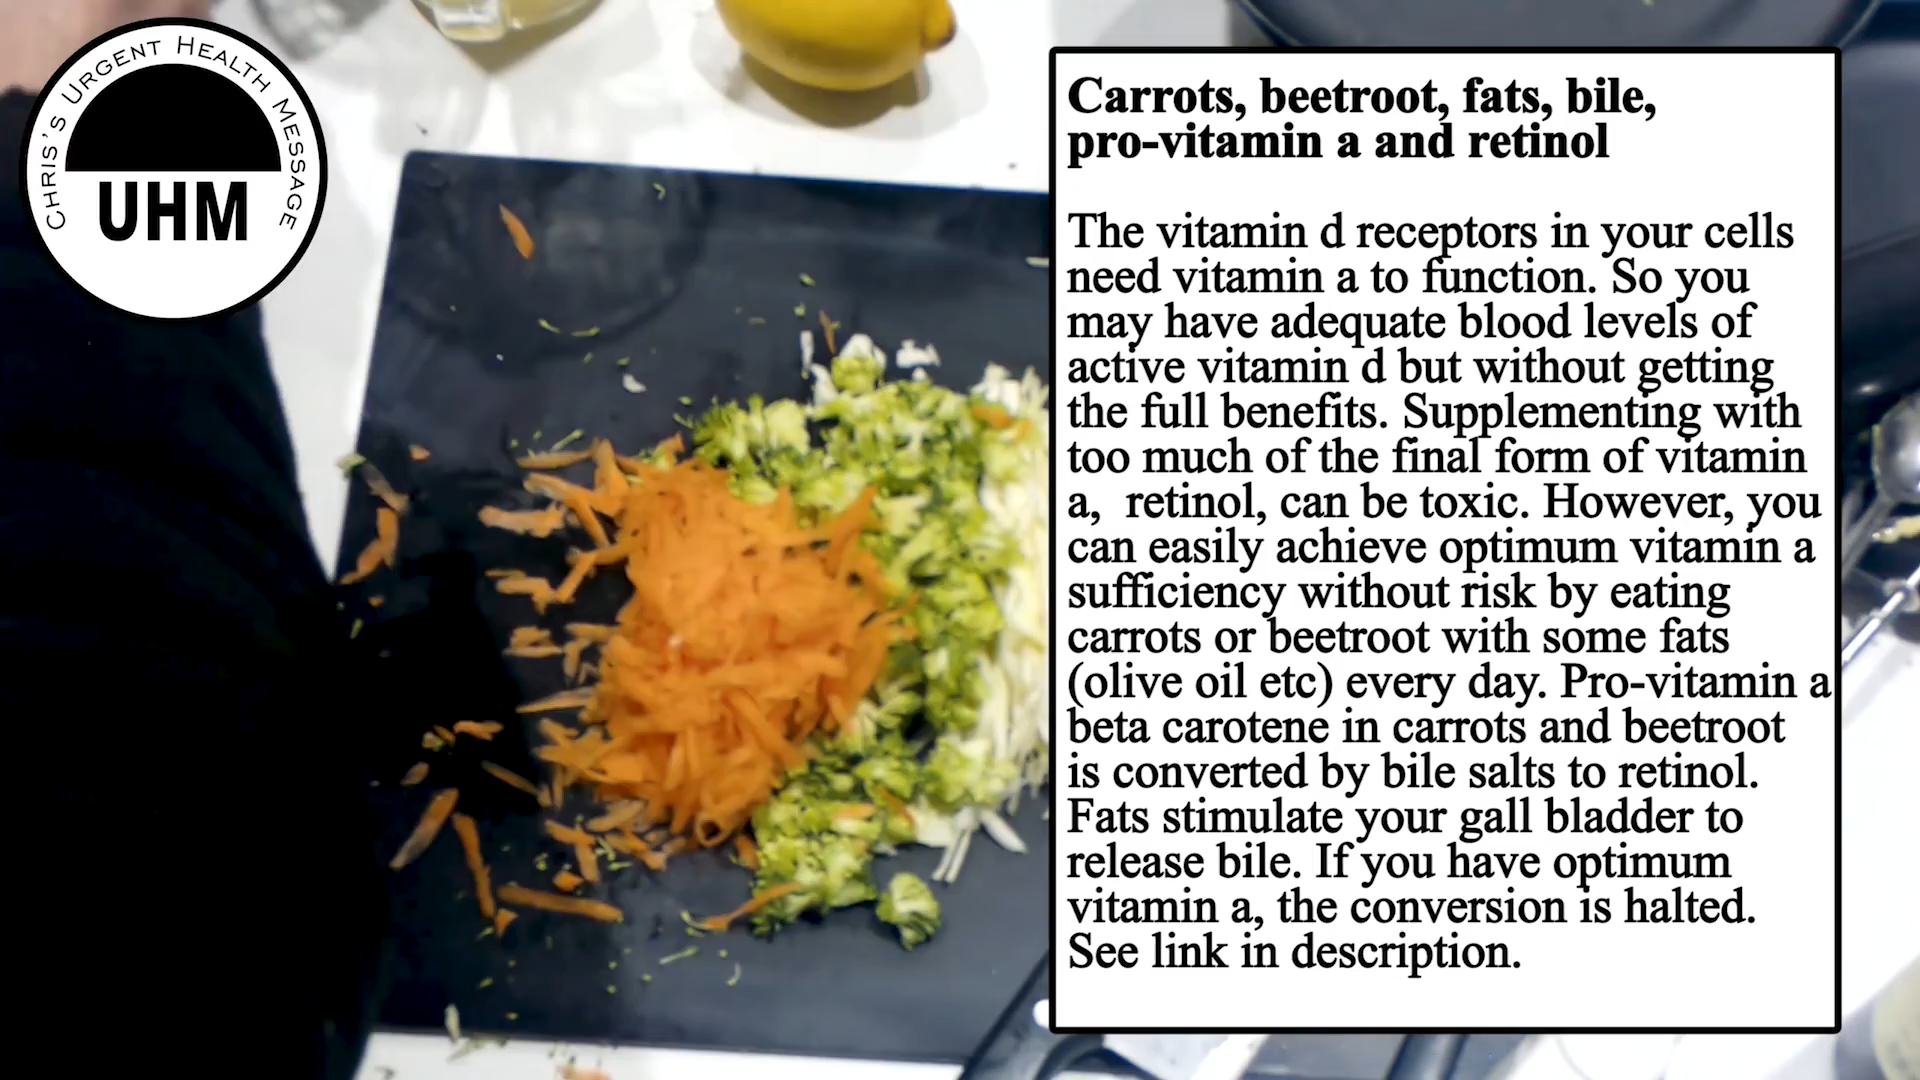 CHRIS'S URGENT HEALTH MESSAGE
UHM
Carrots, beetroot, fats, bile,
pro-vitamin a and retinol
The vitamin d receptors in your cells
need vitamin a to function. So you
may have adequate blood levels of
active vitamin d but without getting
the full benefits. Supplementing with
too much of the final form of vitamin
a,  retinol, can be toxic. However, you
can easily achieve optimum vitamin a
sufficiency without risk by eating
carrots or beetroot with some fats
(olive oil etc) every day. Pro-vitamin a
beta carotene in carrots and beetroot
is converted by bile salts to retinol.
Fats stimulate your gall bladder to
release bile. If you have optimum
vitamin a, the conversion is halted.
See link in description.